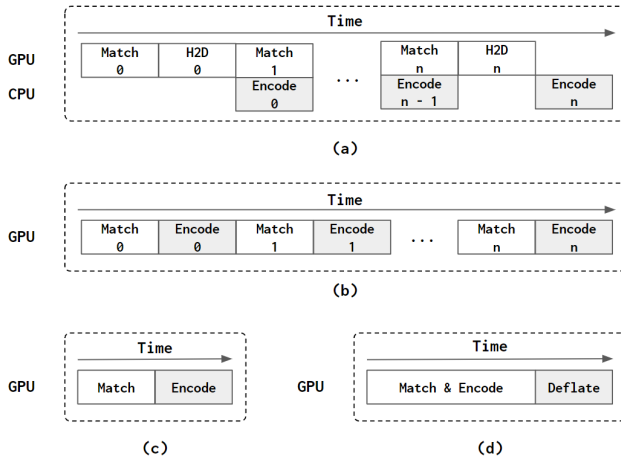 Time
GPU
Match H2D Match Match H2D
0 0 1 ... n n
CPU
Encode Encode Encode
0 n - 1 n
(a)
Time
GPU
Match Encode Match Encode Match Encode
0 0 1 1 ... n n
(b)
Time Time
GPU Match Encode GPU Match & Encode Deflate
(c) (d)